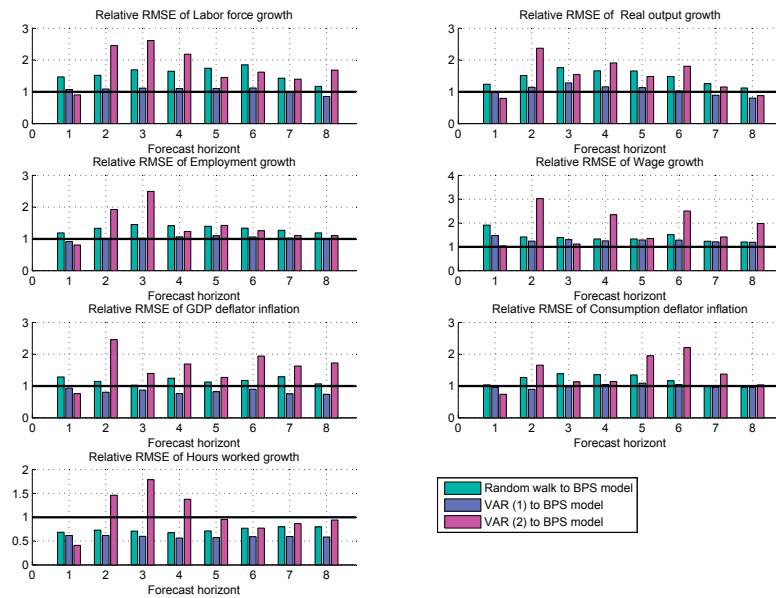 Relative RMSE of Labor force growth
3
2
1
0
0 1 2 3 4 5 6 7 8
Forecast horizont
Relative RMSE of Real output growth
3
2
1
0
0 1 2 3 4 5 6 7 8
Forecast horizont
Relative RMSE of Employment growth
3
2
1
0
0 1 2 3 4 5 6 7 8
Forecast horizont
Relative RMSE of Wage growth
4
3
2
1
0
0 1 2 3 4 5 6 7 8
Forecast horizont
Relative RMSE of GDP deflator inflation
3
2
1
0
0 1 2 3 4 5 6 7 8
Forecast horizont
Relative RMSE of Consumption deflator inflation
3
2
1
0
0 1 2 3 4 5 6 7 8
Forecast horizont
Relative RMSE of Hours worked growth
2
1.5
1
0.5
0
0 1 2 3 4 5 6 7 8
Forecast horizont
Random walk to BPS model
VAR (1) to BPS model
VAR (2) to BPS model